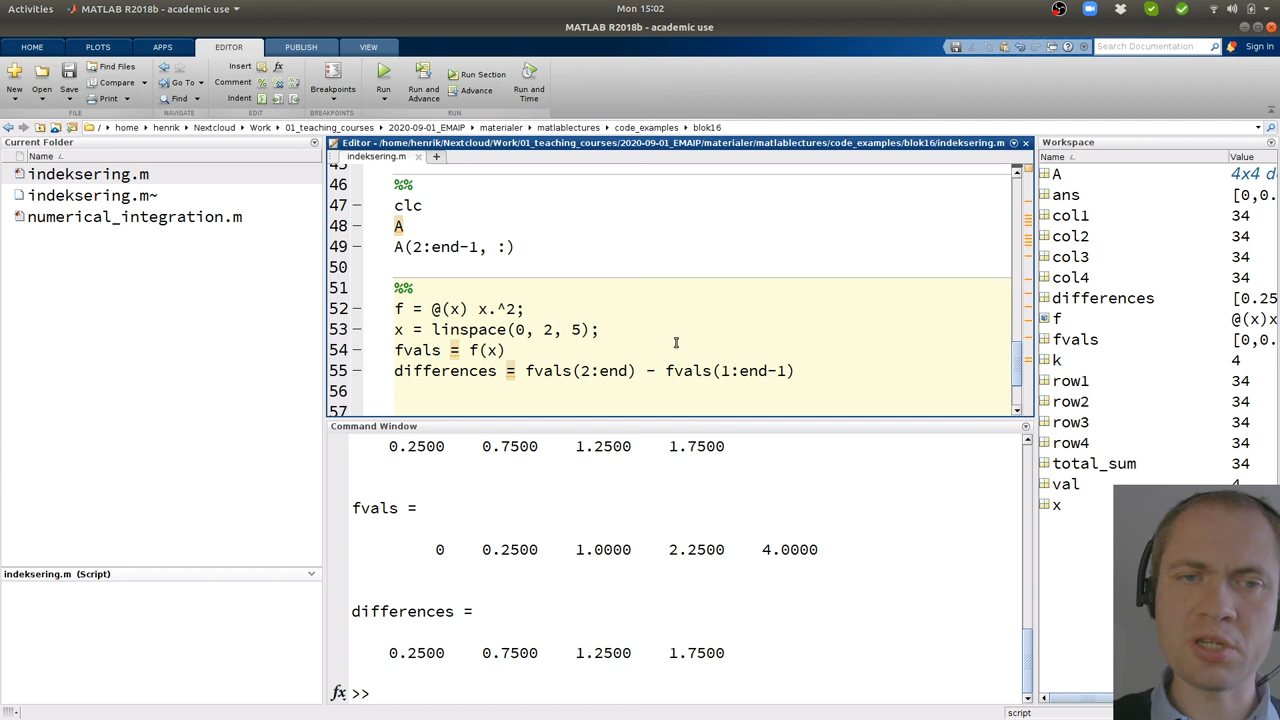 Activities
MATLAB R2018b - academic use
Mon 15:02
MATLAB R2018b - academic use
HOME PLOTS APPS EDITOR PUBLISH VIEW
Search Documentation
Sign In
New Open Save
Find Files
Compare
Print
Go To
Find
Insert
Comment
Indent
Breakpoints
Run
Run and Advance
Run Section
Advance
Run and Time
FILE NAVIGATE EDIT BREAKPOINTS RUN
/ home henrik Nextcloud Work 01_teaching_courses 2020-09-01_EMAIP materialer matlablectures code_examples blok16
Current Folder
Name
indeksering.m
indeksering.m~
numerical_integration.m
indeksering.m (Script)
Editor - /home/henrik/Nextcloud/Work/01_teaching_courses/2020-09-01_EMAIP/materialer/matlablectures/code_examples/blok16/indeksering.m
indeksering.m
45
46 %%
47 clc
48 A
49 A(2:end-1, :)
50
51 %%
52 f = @(x) x.^2;
53 x = linspace(0, 2, 5);
54 fvals = f(x)
55 differences = fvals(2:end) - fvals(1:end-1)
56
57
Command Window
0.2500 0.7500 1.2500 1.7500
fvals =
0 0.2500 1.0000 2.2500 4.0000
differences =
0.2500 0.7500 1.2500 1.7500
fx >>
Workspace
Name Value
A 4x4 d
ans [0,0.
col1 34
col2 34
col3 34
col4 34
differences [0.25
f @(x)x
fvals [0,0.
k 4
row1 34
row2 34
row3 34
row4 34
total_sum 34
val 4
x
script